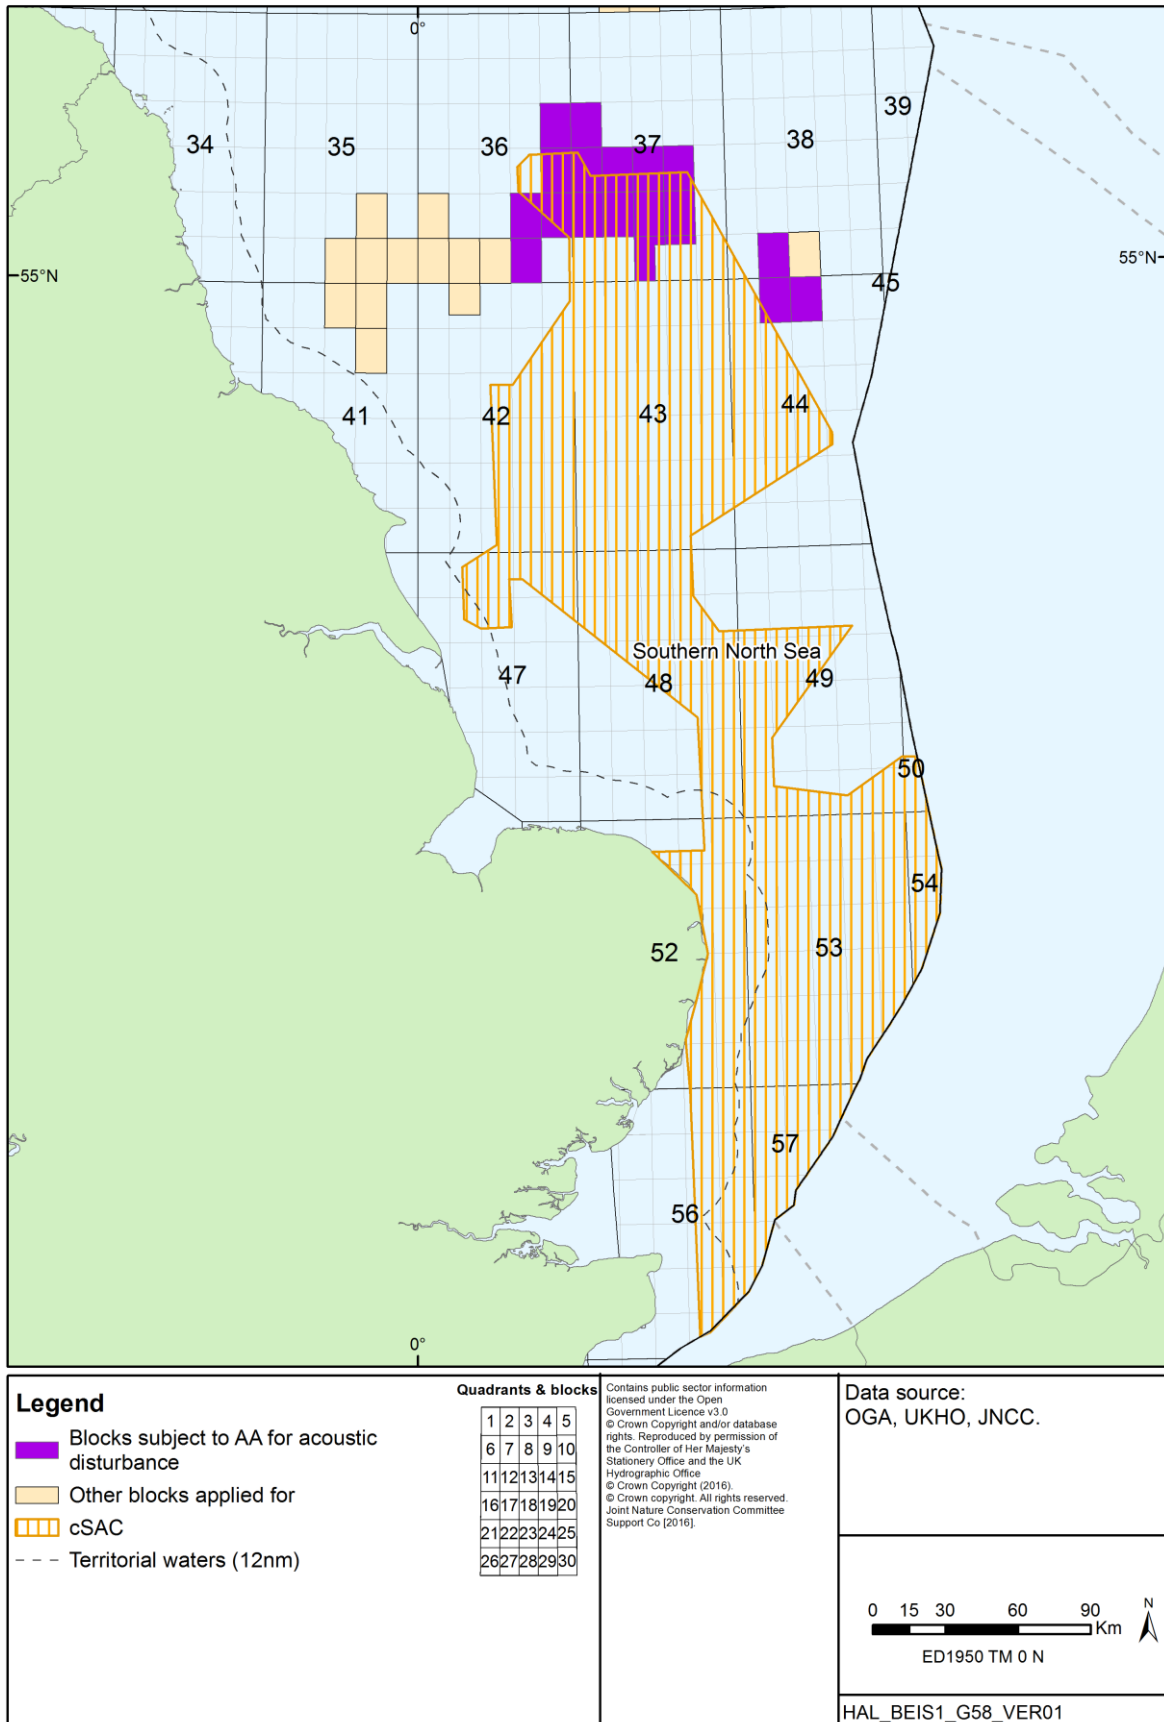 0°
39
34
35
36
37
38
55°N
55°N
45
41
42
43
44
Southern North Sea
47
48
49
50
54
52
53
57
56
0°
Legend
Blocks subject to AA for acoustic
disturbance
Other blocks applied for
cSAC
Territorial waters (12nm)
Quadrants & blocks
1 2 3 4 5
6 7 8 9 10
11 12 13 14 15
16 17 18 19 20
21 22 23 24 25
26 27 28 29 30
Contains public sector information
licensed under the Open
Government Licence v3.0
© Crown Copyright and/or database
rights. Reproduced by permission of
the Controller of Her Majesty's
Stationery Office and the UK
Hydrographic Office
© Crown Copyright (2016).
© Crown copyright. All rights reserved.
Joint Nature Conservation Committee
Support Co [2016].
Data source:
OGA, UKHO, JNCC.
0 15 30 60 90
Km
N
ED1950 TM 0 N
HAL_BEIS1_G58_VER01